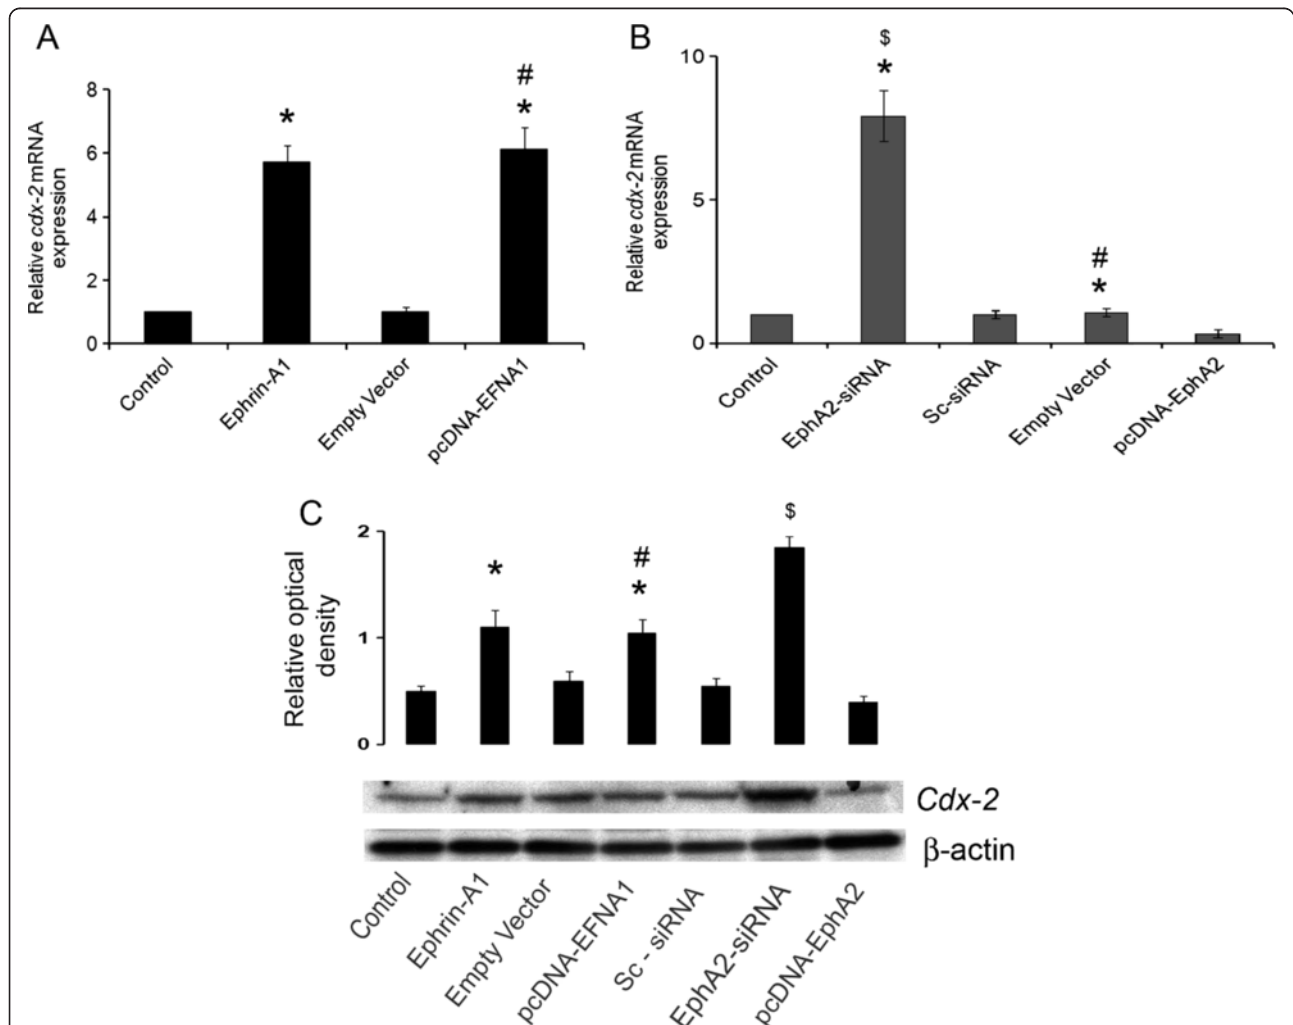 A
Relative cdx-2 mRNA
expression
8
6
4
2
0
*
#
*
Control
Ephrin-A1
Empty Vector
pcDNA-EFNA1
B
Relative cdx-2 mRNA
expression
10
5
0
$
*
#
*
Control
EphA2-siRNA
Sc-siRNA
Empty Vector
pcDNA-EphA2
C
Relative optical
density
2
1
0
*
#
*
$
Cdx-2
β-actin
Control
Ephrin-A1
Empty Vector
pcDNA-EFNA1
Sc - siRNA
EphA2-siRNA
pcDNA-EphA2